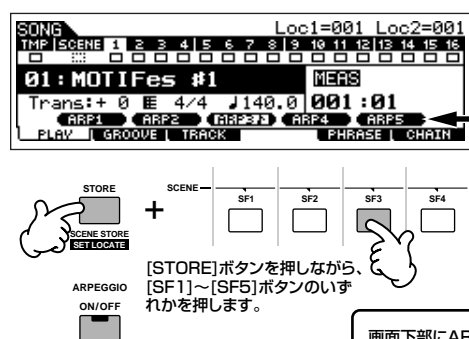 SONG Loc1=001 Loc2=001
TMP SCENE 1 2 3 4 5 6 7 8 9 10 11 12 13 14 15 16
01:MOTIFes #1 MEAS
Trans:+ 0 4/4 ♩140.0 001:01
ARP1 ARP2 ARP4 ARP5
PLAY GROOVE TRACK PHRASE CHAIN
STORE
SCENE
SF1 SF2 SF3 SF4
+
SCENE STORE
SET LOCATE
[STORE]ボタンを押しながら、
[SF1]～[SF5]ボタンのいず
れかを押します。
ARPEGGIO
ON/OFF
画面下部にAR